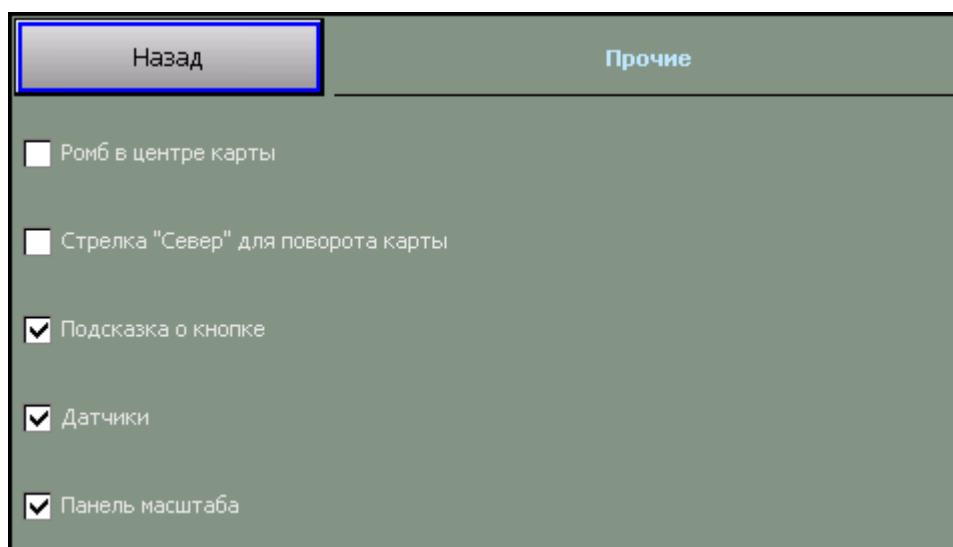 Назад
Прочие
Ромб в центре карты
Стрелка "Север" для поворота карты
Подсказка о кнопке
Датчики
Панель масштаба